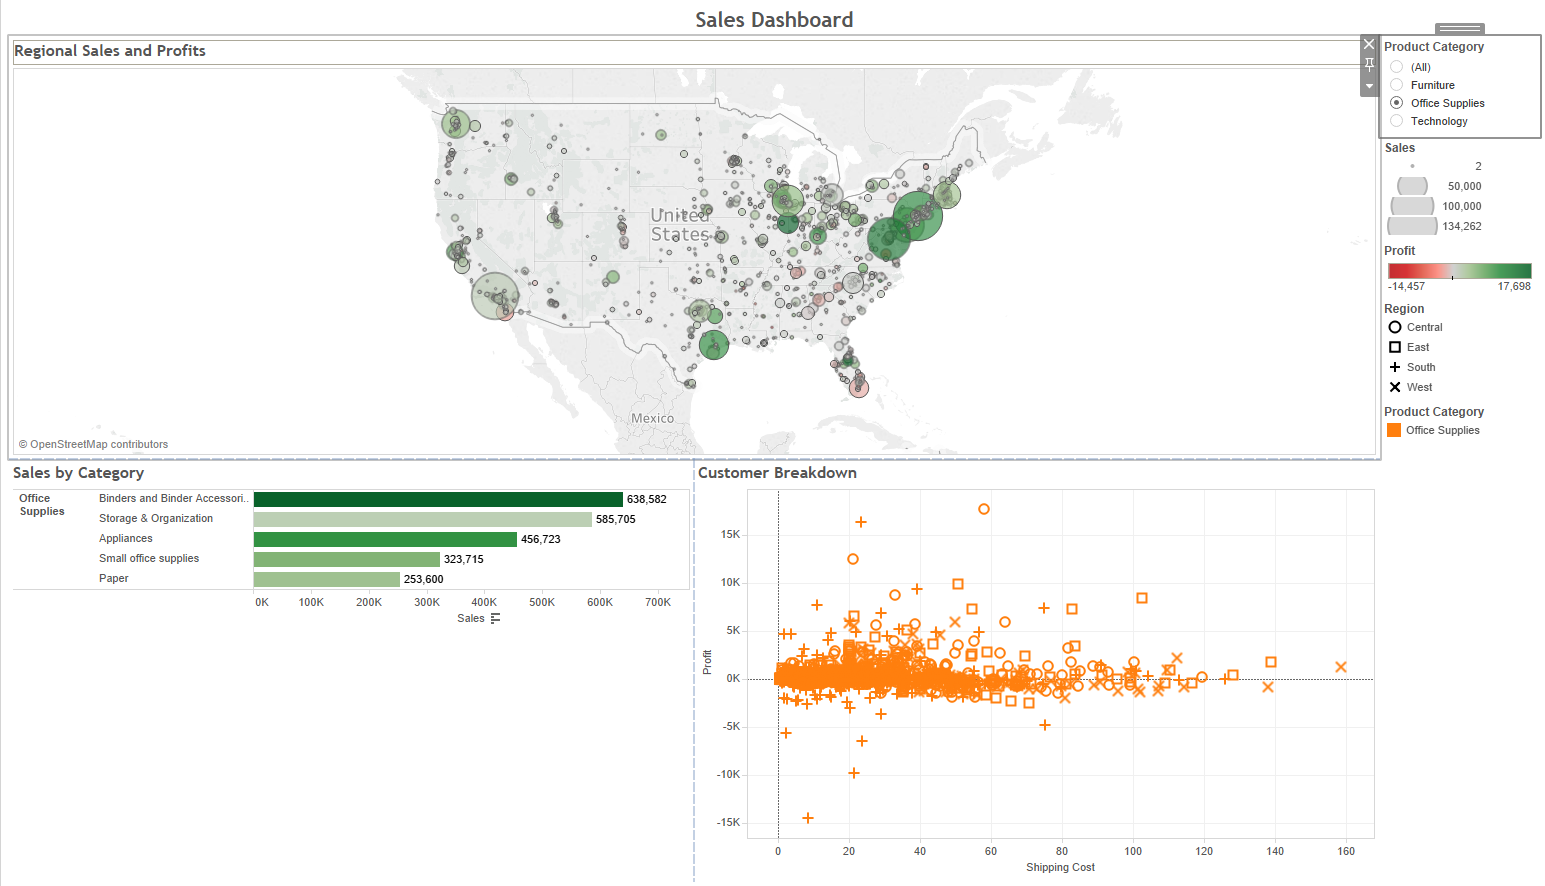 Sales Dashboard
Regional Sales and Profits
United
States
Mexico
© OpenStreetMap contributors
Product Category
(All)
Furniture
Office Supplies
Technology
Sales
2
50,000
100,000
134,262
Profit
-14,457 17,698
Region
Central
East
South
West
Product Category
Office Supplies
Sales by Category
Office
Supplies
Binders and Binder Accessori.. 638,582
Storage & Organization 585,705
Appliances 456,723
Small office supplies 323,715
Paper 253,600
0K 100K 200K 300K 400K 500K 600K 700K
Sales
Customer Breakdown
Profit
15K
10K
5K
0K
-5K
-10K
-15K
0 20 40 60 80 100 120 140 160
Shipping Cost